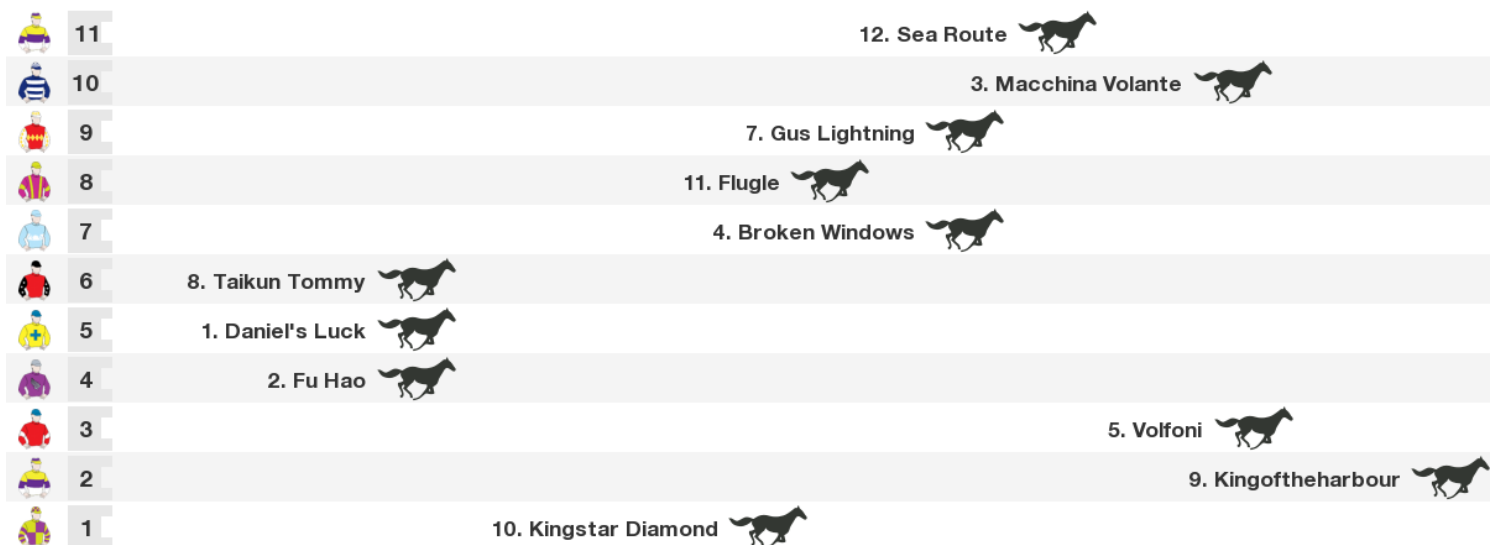 11 12. Sea Route
10 3. Macchina Volante
9 7. Gus Lightning
8 11. Flugle
7 4. Broken Windows
6 8. Taikun Tommy
5 1. Daniel's Luck
4 2. Fu Hao
3 5. Volfoni
2 9. Kingoftheharbour
1 10. Kingstar Diamond